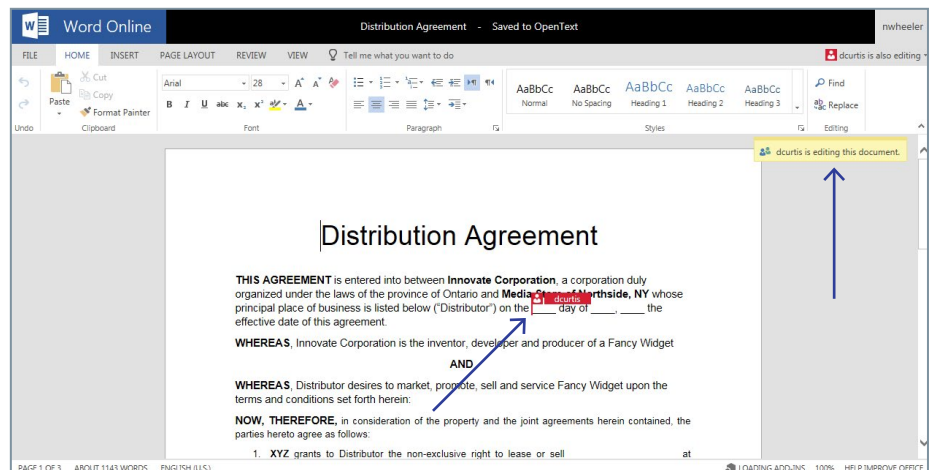 Word Online
Distribution Agreement - Saved to OpenText
nwheeler
FILE HOME INSERT PAGE LAYOUT REVIEW VIEW Tell me what you want to do
dcurtis is also editing
Paste
Cut
Copy
Format Painter
Undo
Clipboard
Arial 28
B I U abc
Font
Paragraph
AaBbCc AaBbCc AaBbCc AaBbCc AaBbCc
Normal No Spacing Heading 1 Heading 2 Heading 3
Styles
Find
Replace
Editing
dcurtis is editing this document.
Distribution Agreement
THIS AGREEMENT is entered into between Innovate Corporation, a corporation duly
organized under the laws of the province of Ontario and Media Store of Northside, NY whose
dcurtis
principal place of business is listed below ("Distributor") on the ____ day of ____, ____ the
effective date of this agreement.
WHEREAS, Innovate Corporation is the inventor, developer and producer of a Fancy Widget
AND
WHEREAS, Distributor desires to market, promote, sell and service Fancy Widget upon the
terms and conditions set forth herein:
NOW, THEREFORE, in consideration of the property and the joint agreements herein contained, the
parties hereto agree as follows:
1. XYZ grants to Distributor the non-exclusive right to lease or sell at
PAGE 1 OF 3 ABOUT 1143 WORDS ENGLISH (U.S.) LOADING ADD-INS 100% HELP IMPROVE OFFICE